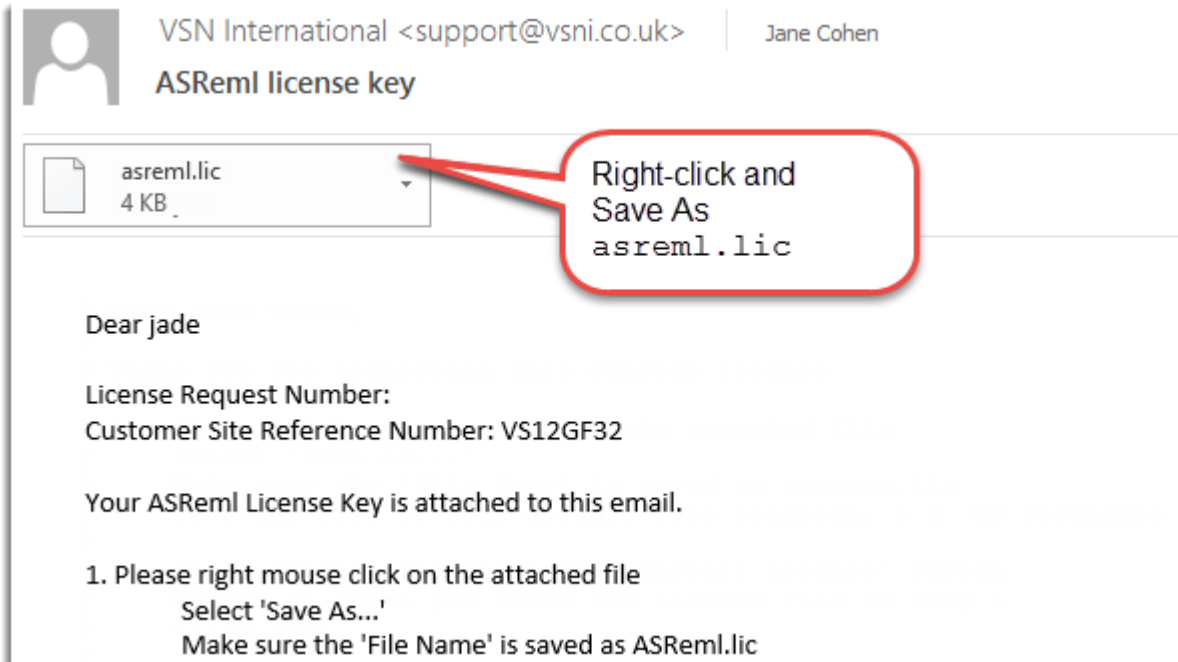 VSN International <support@vsni.co.uk> Jane Cohen
ASReml license key
asreml.lic
4 KB
Right-click and
Save As
asreml.lic
Dear jade
License Request Number:
Customer Site Reference Number: VS12GF32
Your ASReml License Key is attached to this email.
1. Please right mouse click on the attached file
Select 'Save As...'
Make sure the 'File Name' is saved as ASReml.lic